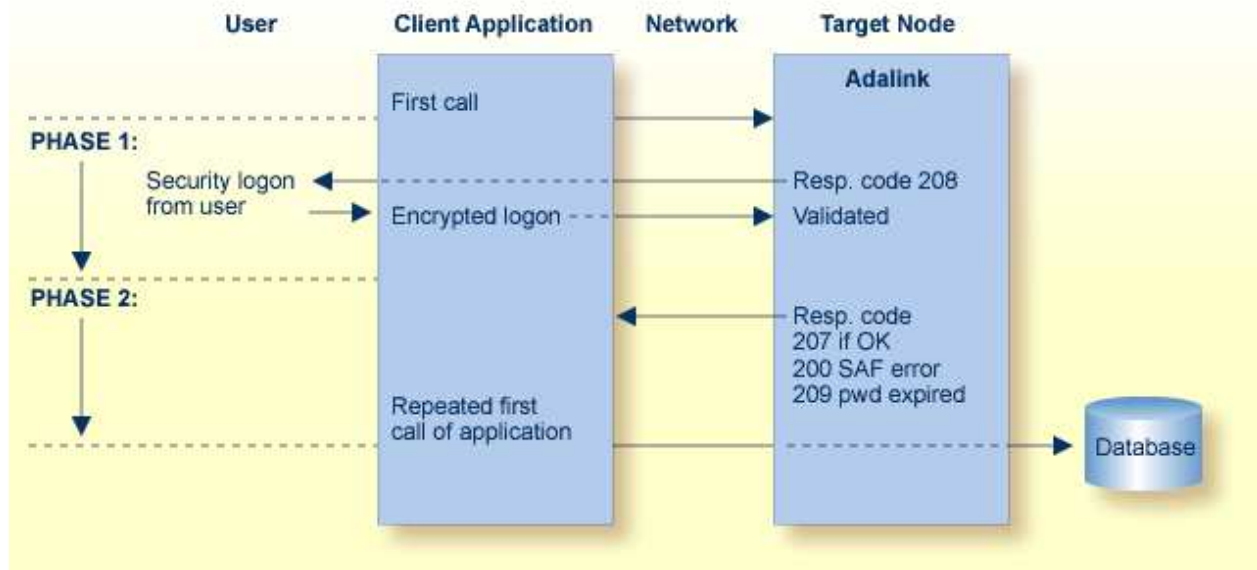 User
Client Application
Network
Target Node
Adalink
First call
PHASE 1:
Security logon
from user
Resp. code 208
Encrypted logon
Validated
PHASE 2:
Resp. code
207 if OK
200 SAF error
209 pwd expired
Repeated first
call of application
Database